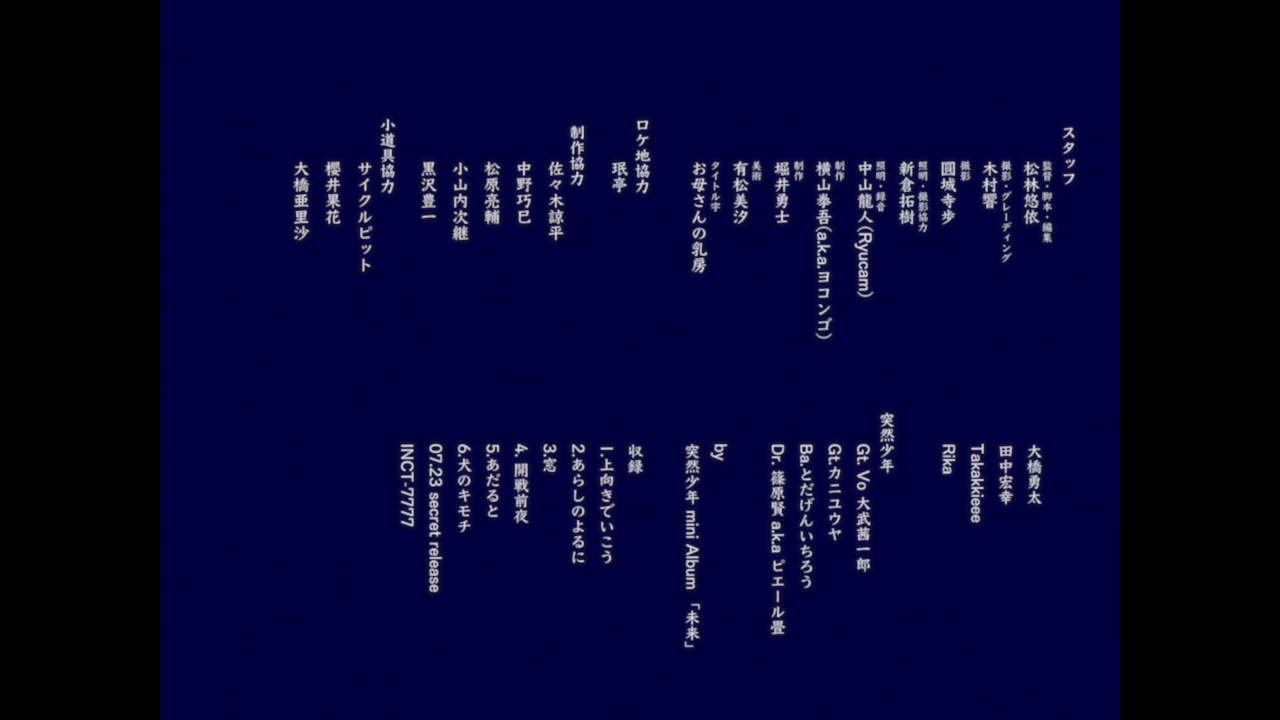 スタッフ
監督・脚本・編集
松林悠依
撮影・グレーディング
木村響
撮影
圓城寺歩
照明・撮影協力
新倉拓樹
照明・録音
中山龍人(Ryucam)
制作
横山拳吾(a.k.a.ヨコンゴ)
制作
堀井勇士
美術
有松美汐
タイトル字
お母さんの乳房
ロケ地協力
珉亭
制作協力
佐々木諒平
中野巧巳
松原亮輔
小山内次継
黒沢豊一
小道具協力
サイクルピット
櫻井果花
大橋亜里沙
大橋勇太
田中宏幸
Takakkieee
Rika
突然少年
Gt. Vo 大武茜一郎
Gt.カニユウヤ
Ba.とだげんいちろう
Dr. 篠原賢 a.k.a ピエール畳
by
突然少年 mini Album 「未来」
収録
1.上向きでいこう
2.あらしのよるに
3.窓
4. 開戦前夜
5.あだると
6.犬のキモチ
07.23 secret release
INCT-7777